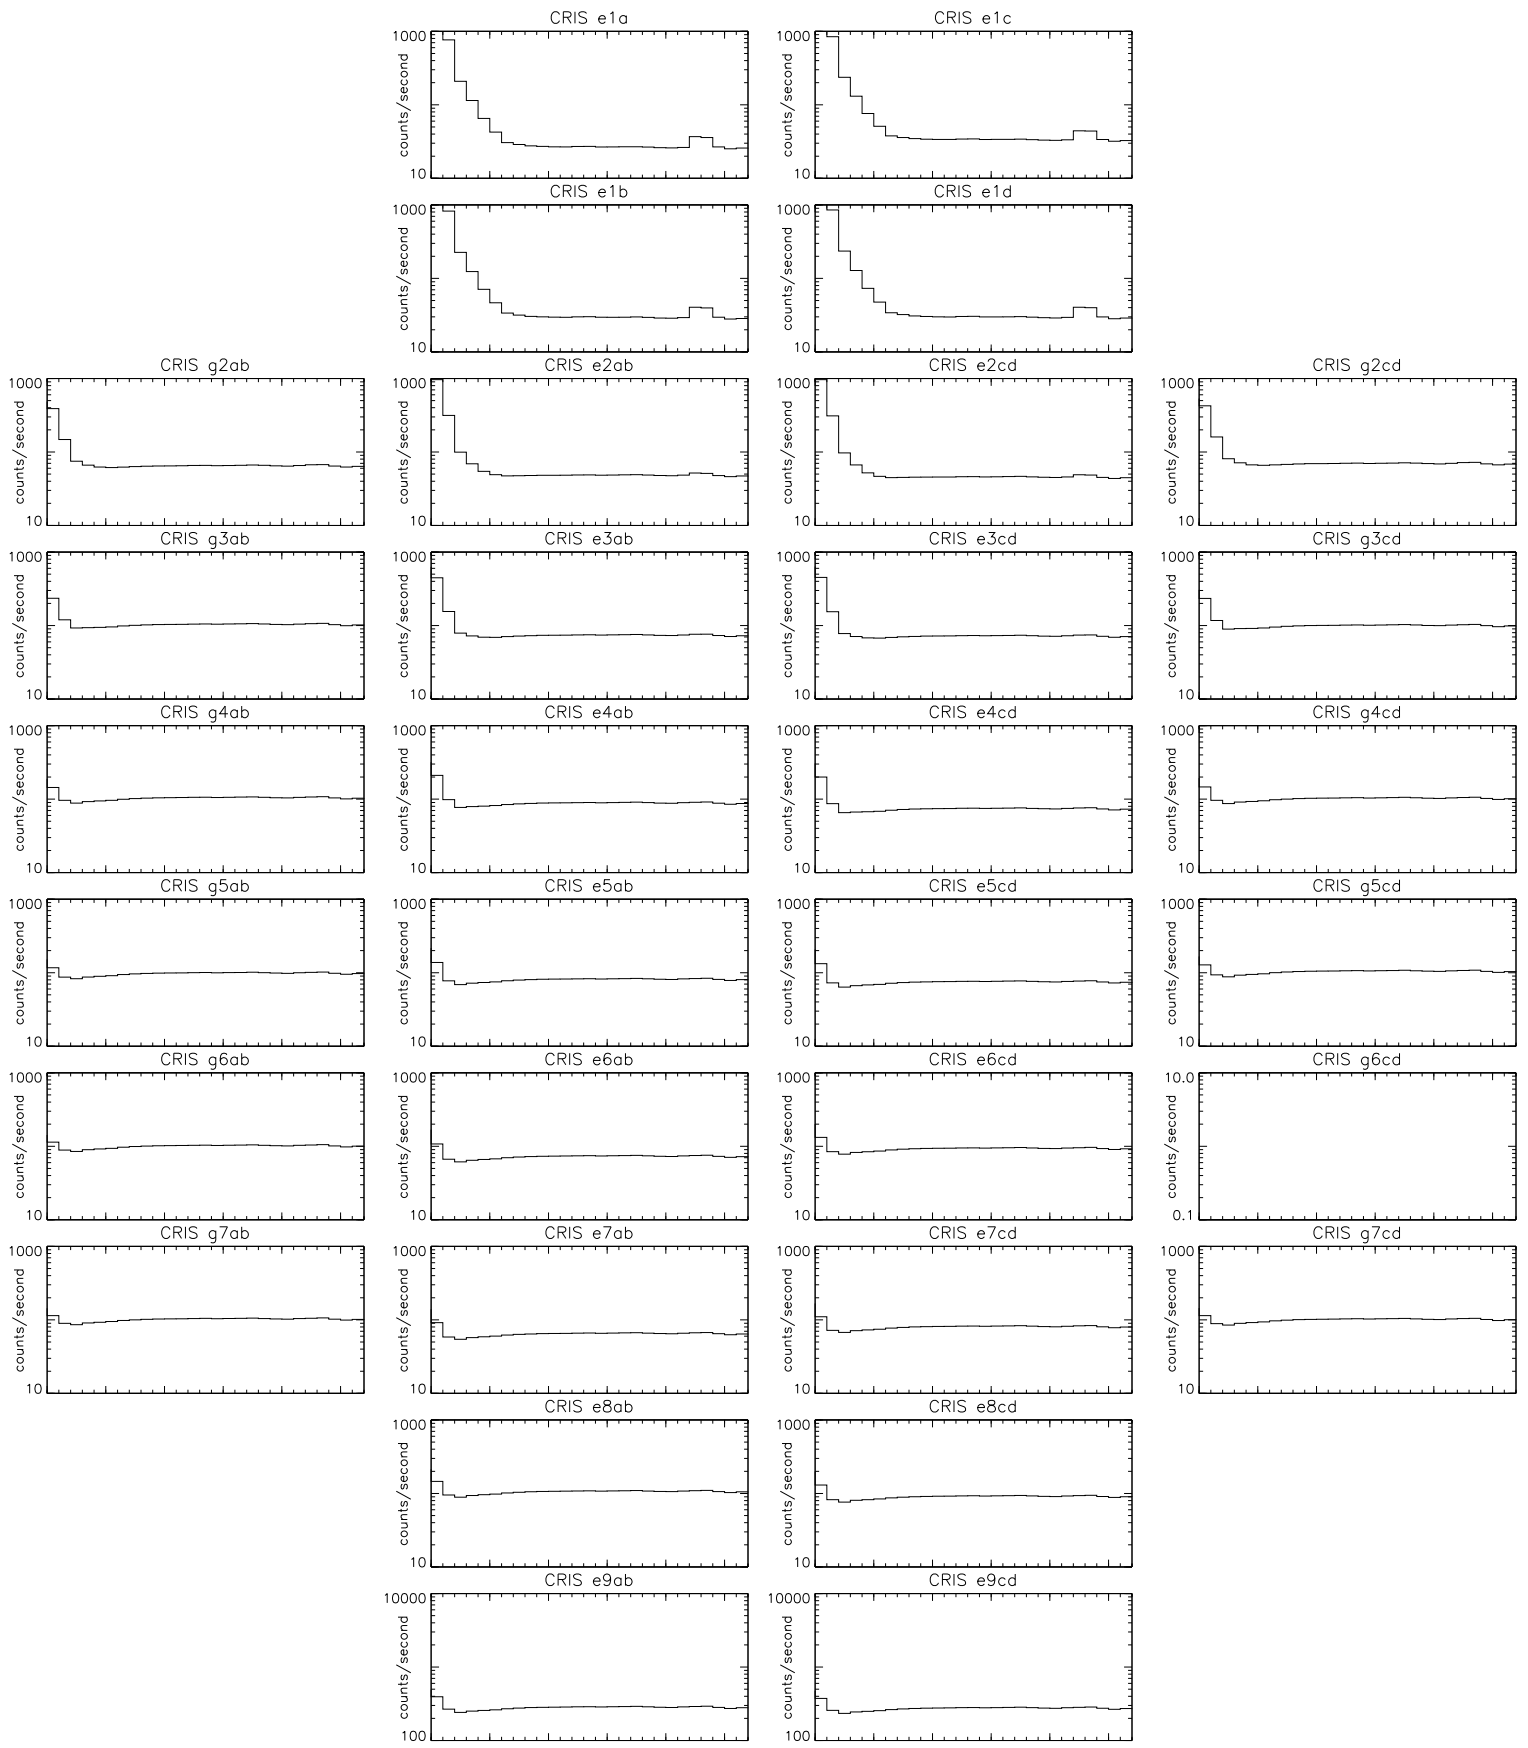 CRIS e1a
1000
counts/second
10
CRIS e1c
1000
counts/second
10
CRIS e1b
1000
counts/second
10
CRIS e1d
1000
counts/second
10
CRIS g2ab
1000
counts/second
10
CRIS e2ab
1000
counts/second
10
CRIS e2cd
1000
counts/second
10
CRIS g2cd
1000
counts/second
10
CRIS g3ab
1000
counts/second
10
CRIS e3ab
1000
counts/second
10
CRIS e3cd
1000
counts/second
10
CRIS g3cd
1000
counts/second
10
CRIS g4ab
1000
counts/second
10
CRIS e4ab
1000
counts/second
10
CRIS e4cd
1000
counts/second
10
CRIS g4cd
1000
counts/second
10
CRIS g5ab
1000
counts/second
10
CRIS e5ab
1000
counts/second
10
CRIS e5cd
1000
counts/second
10
CRIS g5cd
1000
counts/second
10
CRIS g6ab
1000
counts/second
10
CRIS e6ab
1000
counts/second
10
CRIS e6cd
1000
counts/second
10
CRIS g6cd
10.0
counts/second
0.1
CRIS g7ab
1000
counts/second
10
CRIS e7ab
1000
counts/second
10
CRIS e7cd
1000
counts/second
10
CRIS g7cd
1000
counts/second
10
CRIS e8ab
1000
counts/second
10
CRIS e8cd
1000
counts/second
10
CRIS e9ab
10000
counts/second
100
CRIS e9cd
10000
counts/second
100